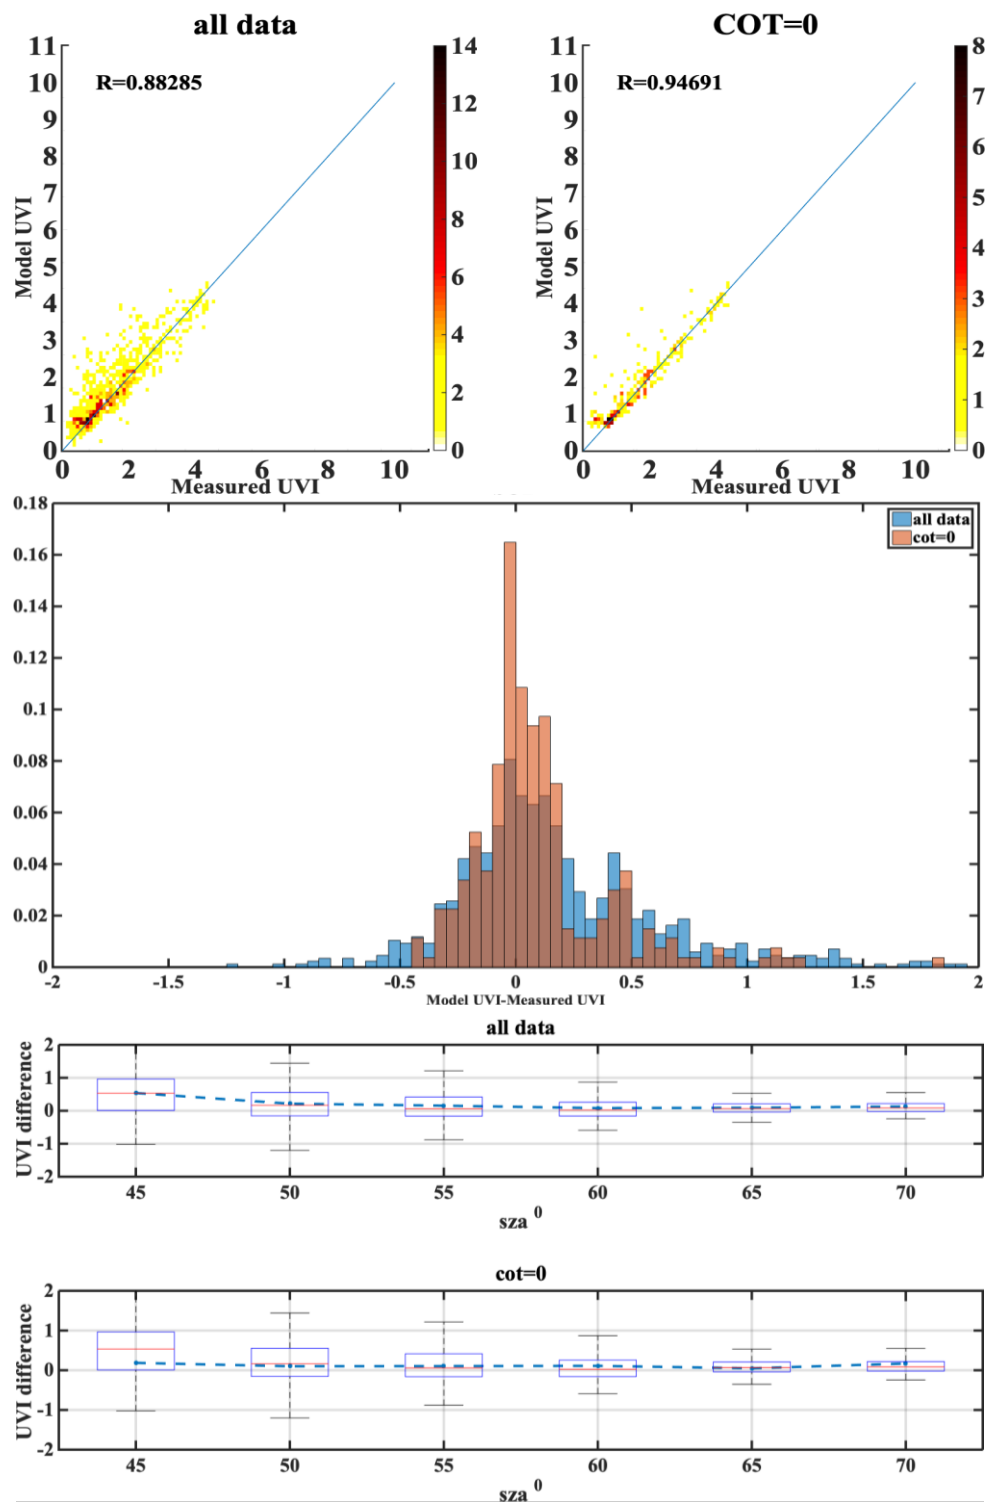 all data
COT=0
R=0.88285
R=0.94691
Model UVI
11
10
9
8
7
6
5
4
3
2
1
0
0 2 4 6 8 10
Measured UVI
14
12
10
8
6
4
2
0
Model UVI
11
10
9
8
7
6
5
4
3
2
1
0
0 2 4 6 8 10
Measured UVI
8
7
6
5
4
3
2
1
0
0.18
0.16
0.14
0.12
0.1
0.08
0.06
0.04
0.02
0
all data
cot=0
-2 -1.5 -1 -0.5 0 0.5 1 1.5 2
Model UVI-Measured UVI
all data
UVI difference
2
1
0
-1
-2
45 50 55 60 65 70
sza 0
cot=0
UVI difference
2
1
0
-1
-2
45 50 55 60 65 70
sza 0